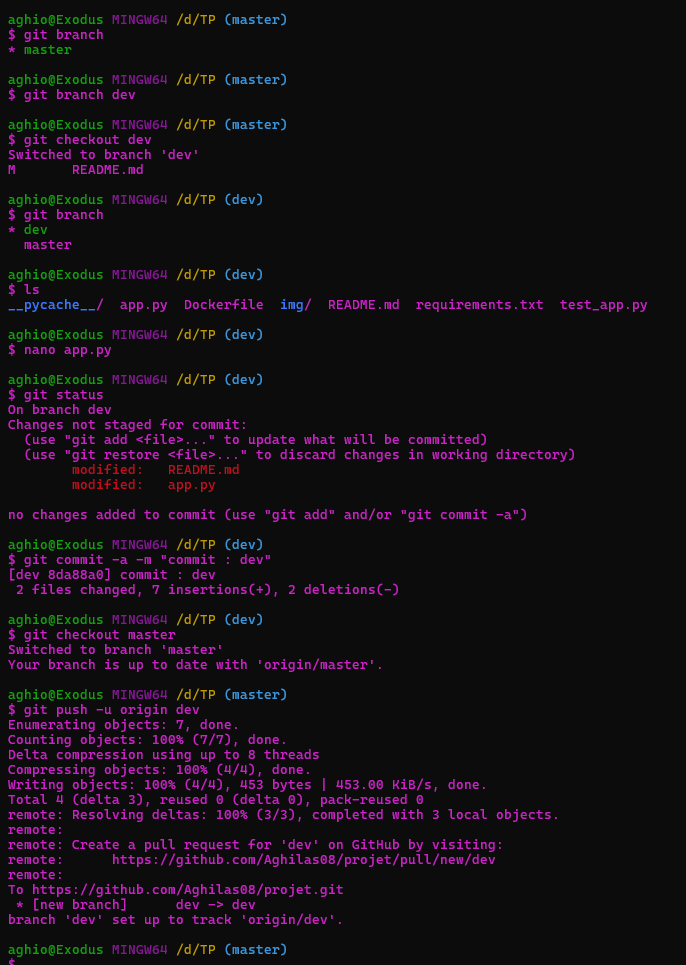 aghio@Exodus MINGW64 /d/TP (master)
$ git branch
* master

aghio@Exodus MINGW64 /d/TP (master)
$ git branch dev

aghio@Exodus MINGW64 /d/TP (master)
$ git checkout dev
Switched to branch 'dev'
M       README.md

aghio@Exodus MINGW64 /d/TP (dev)
$ git branch
* dev
  master

aghio@Exodus MINGW64 /d/TP (dev)
$ ls
__pycache__/  app.py  Dockerfile  img/  README.md  requirements.txt  test_app.py

aghio@Exodus MINGW64 /d/TP (dev)
$ nano app.py

aghio@Exodus MINGW64 /d/TP (dev)
$ git status
On branch dev
Changes not staged for commit:
  (use "git add <file>..." to update what will be committed)
  (use "git restore <file>..." to discard changes in working directory)
        modified:   README.md
        modified:   app.py

no changes added to commit (use "git add" and/or "git commit -a")

aghio@Exodus MINGW64 /d/TP (dev)
$ git commit -a -m "commit : dev"
[dev 8da88a0] commit : dev
 2 files changed, 7 insertions(+), 2 deletions(-)

aghio@Exodus MINGW64 /d/TP (dev)
$ git checkout master
Switched to branch 'master'
Your branch is up to date with 'origin/master'.

aghio@Exodus MINGW64 /d/TP (master)
$ git push -u origin dev
Enumerating objects: 7, done.
Counting objects: 100% (7/7), done.
Delta compression using up to 8 threads
Compressing objects: 100% (4/4), done.
Writing objects: 100% (4/4), 453 bytes | 453.00 KiB/s, done.
Total 4 (delta 3), reused 0 (delta 0), pack-reused 0
remote: Resolving deltas: 100% (3/3), completed with 3 local objects.
remote:
remote: Create a pull request for 'dev' on GitHub by visiting:
remote:      https://github.com/Aghilas08/projet/pull/new/dev
remote:
To https://github.com/Aghilas08/projet.git
 * [new branch]      dev -> dev
branch 'dev' set up to track 'origin/dev'.

aghio@Exodus MINGW64 /d/TP (master)
$